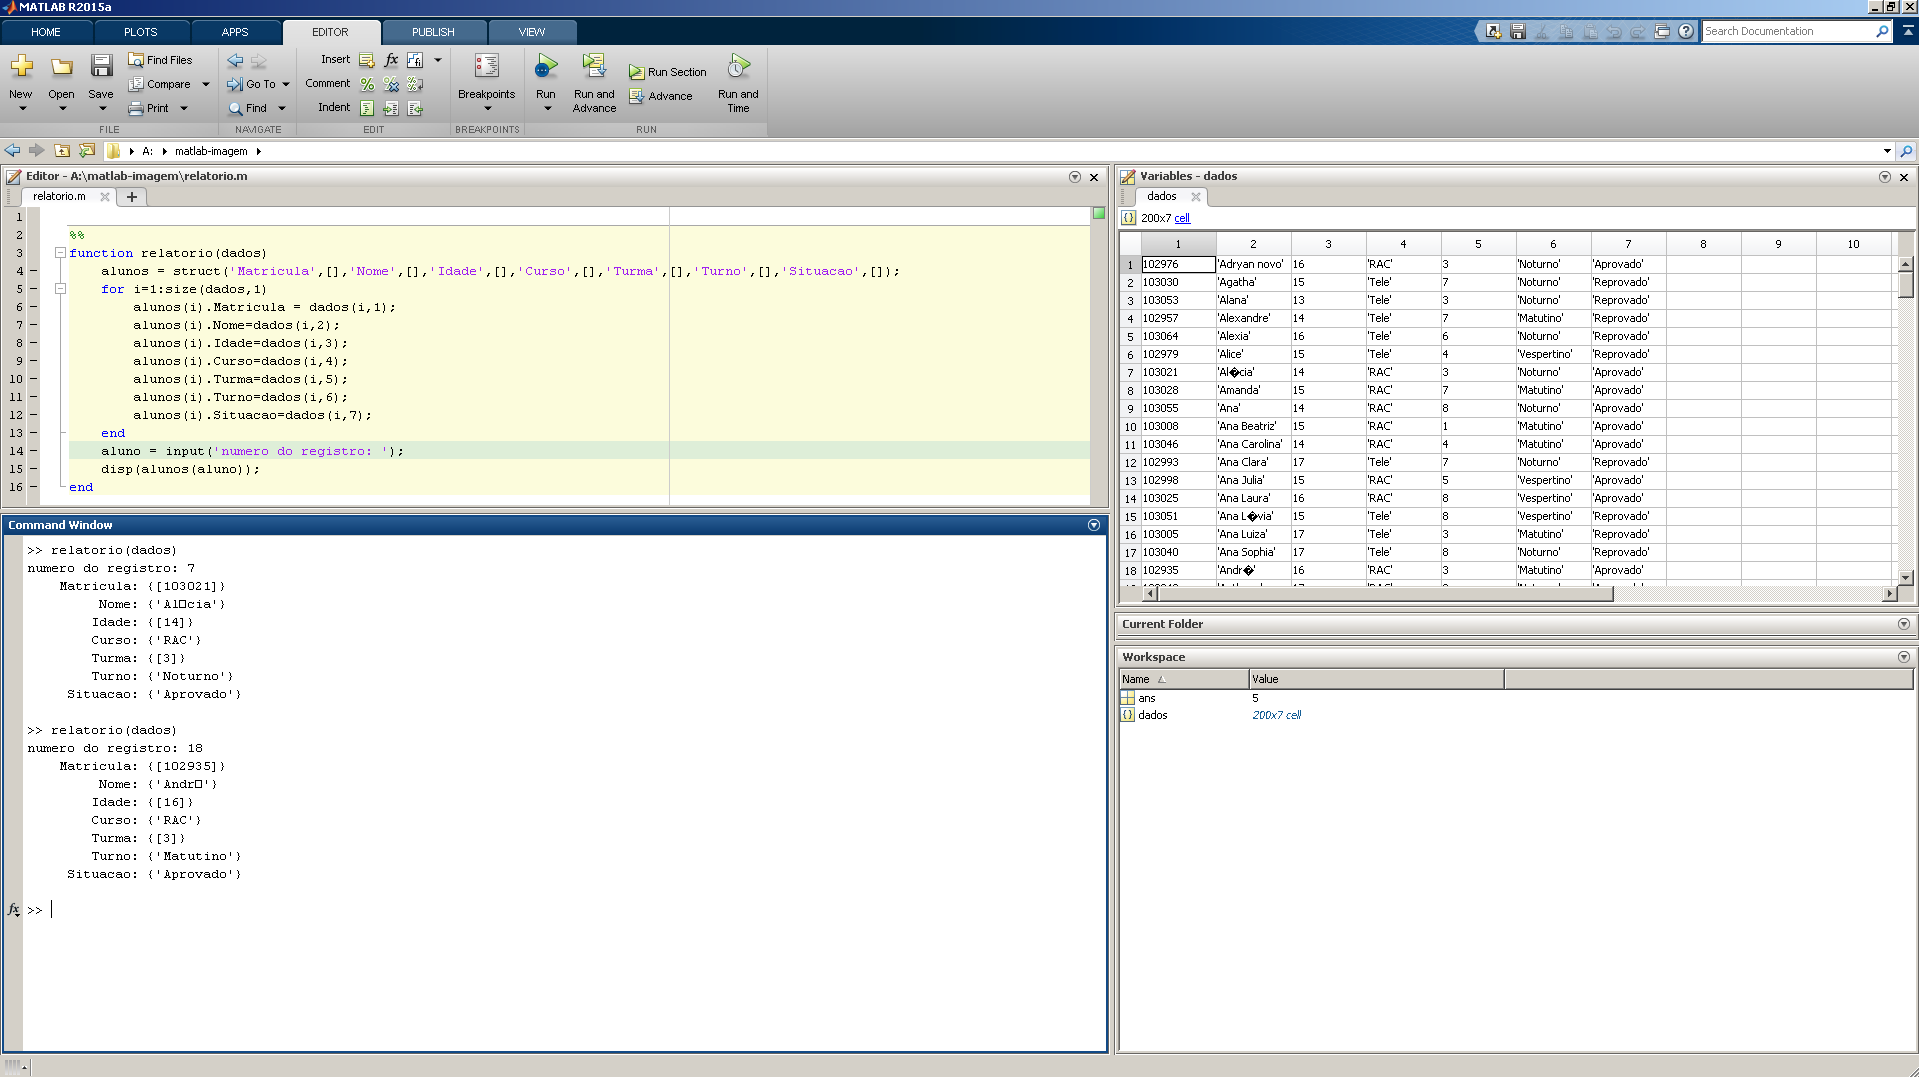 MATLAB R2015a
HOME PLOTS APPS EDITOR PUBLISH VIEW
Search Documentation
New Open Save Find Files Compare Print
Go To Find
Insert fx
Comment
Indent
Breakpoints
Run Run and Advance Run Section Advance Run and Time
FILE NAVIGATE EDIT BREAKPOINTS RUN
A: matlab-imagem
Editor - A:\matlab-imagem\relatorio.m
relatorio.m
1
2 %%
3 function relatorio(dados)
4 alunos = struct('Matricula',[],'Nome',[],'Idade',[],'Curso',[],'Turma',[],'Turno',[],'Situacao',[]);
5 for i=1:size(dados,1)
6 alunos(i).Matricula = dados(i,1);
7 alunos(i).Nome=dados(i,2);
8 alunos(i).Idade=dados(i,3);
9 alunos(i).Curso=dados(i,4);
10 alunos(i).Turma=dados(i,5);
11 alunos(i).Turno=dados(i,6);
12 alunos(i).Situacao=dados(i,7);
13 end
14 aluno = input('numero do registro: ');
15 disp(alunos(aluno));
16 end
Command Window
>> relatorio(dados)
numero do registro: 7
Matricula: {[103021]}
Nome: {'Al□cia'}
Idade: {[14]}
Curso: {'RAC'}
Turma: {[3]}
Turno: {'Noturno'}
Situacao: {'Aprovado'}
>> relatorio(dados)
numero do registro: 18
Matricula: {[102935]}
Nome: {'Andr□'}
Idade: {[16]}
Curso: {'RAC'}
Turma: {[3]}
Turno: {'Matutino'}
Situacao: {'Aprovado'}
fx >>
Variables - dados
dados
200x7 cell
1 2 3 4 5 6 7 8 9 10
1 102976 'Adryan novo' 16 'RAC' 3 'Noturno' 'Aprovado'
2 103030 'Agatha' 15 'Tele' 7 'Noturno' 'Reprovado'
3 103053 'Alana' 13 'Tele' 3 'Noturno' 'Reprovado'
4 102957 'Alexandre' 14 'Tele' 7 'Matutino' 'Reprovado'
5 103064 'Alexia' 16 'Tele' 6 'Noturno' 'Reprovado'
6 102979 'Alice' 15 'Tele' 4 'Vespertino' 'Reprovado'
7 103021 'Al�cia' 14 'RAC' 3 'Noturno' 'Aprovado'
8 103028 'Amanda' 15 'RAC' 7 'Matutino' 'Aprovado'
9 103055 'Ana' 14 'RAC' 8 'Noturno' 'Aprovado'
10 103008 'Ana Beatriz' 15 'RAC' 1 'Matutino' 'Aprovado'
11 103046 'Ana Carolina' 14 'RAC' 4 'Matutino' 'Aprovado'
12 102993 'Ana Clara' 17 'Tele' 7 'Noturno' 'Reprovado'
13 102998 'Ana Julia' 15 'RAC' 5 'Vespertino' 'Aprovado'
14 103025 'Ana Laura' 16 'RAC' 8 'Vespertino' 'Aprovado'
15 103051 'Ana L�via' 15 'Tele' 8 'Vespertino' 'Reprovado'
16 103005 'Ana Luiza' 17 'Tele' 3 'Matutino' 'Reprovado'
17 103040 'Ana Sophia' 17 'Tele' 8 'Noturno' 'Reprovado'
18 102935 'Andr�' 16 'RAC' 3 'Matutino' 'Aprovado'
Current Folder
Workspace
Name Value
ans 5
dados 200x7 cell